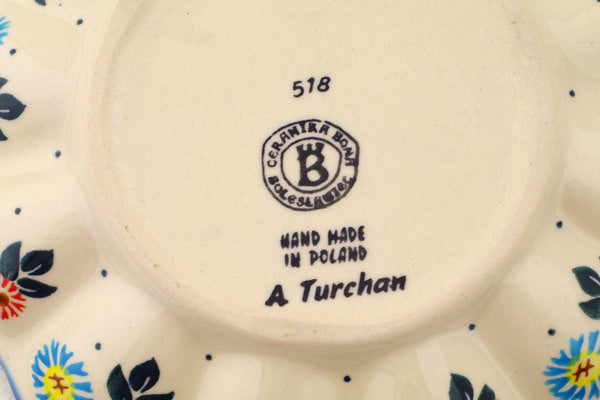 518
CERAMIKA BONA
B
BOLESŁAWIEC
HAND MADE
IN POLAND
A Turchan